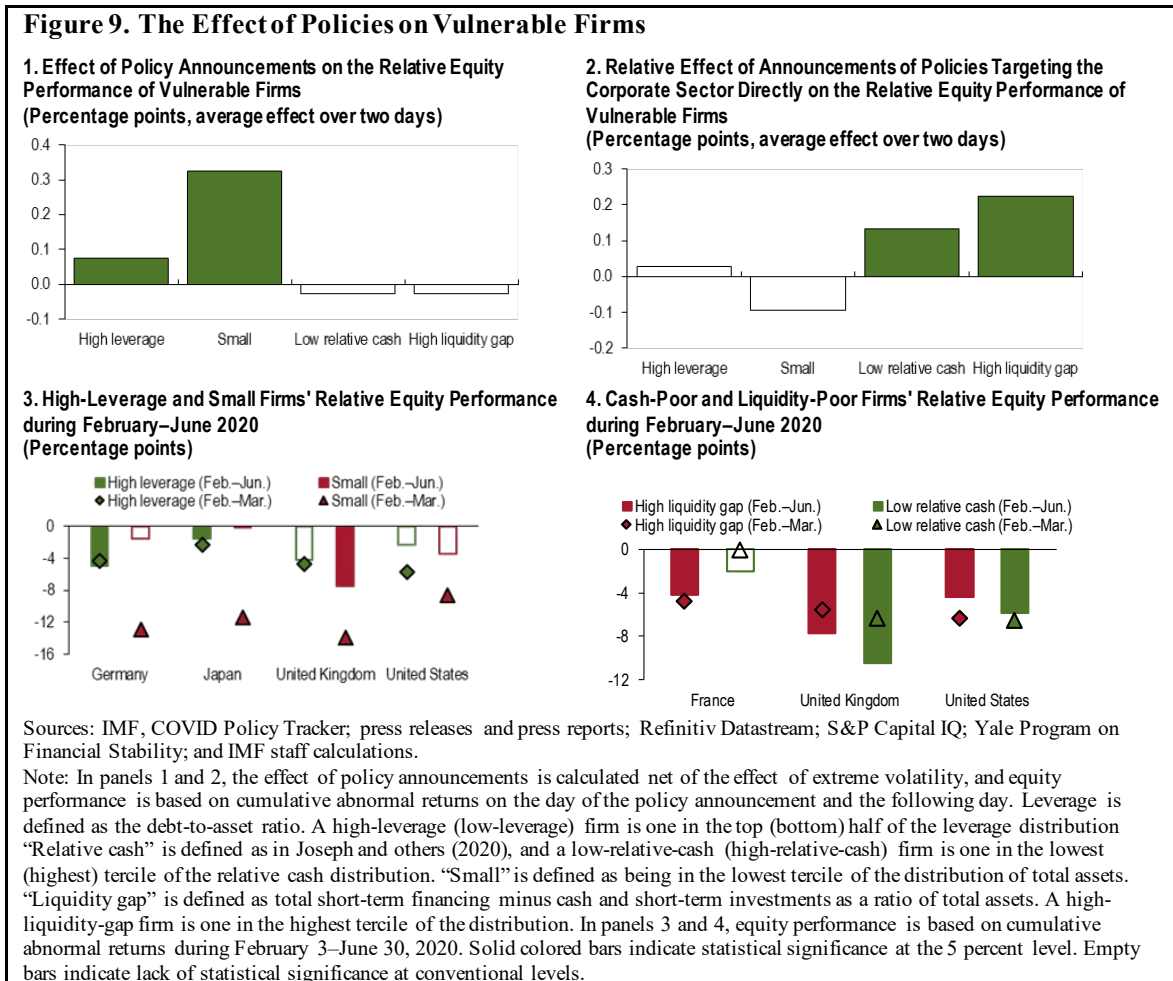 Figure 9. The Effect of Policies on Vulnerable Firms
1. Effect of Policy Announcements on the Relative Equity
Performance of Vulnerable Firms
(Percentage points, average effect over two days)
0.4
0.3
0.2
0.1
0.0
-0.1
High leverage Small Low relative cash High liquidity gap
2. Relative Effect of Announcements of Policies Targeting the
Corporate Sector Directly on the Relative Equity Performance of
Vulnerable Firms
(Percentage points, average effect over two days)
0.3
0.2
0.1
0.0
-0.1
-0.2
High leverage Small Low relative cash High liquidity gap
3. High-Leverage and Small Firms' Relative Equity Performance
during February–June 2020
(Percentage points)
High leverage (Feb.–Jun.) Small (Feb.–Jun.)
High leverage (Feb.–Mar.) Small (Feb.–Mar.)
0
-4
-8
-12
-16
Germany Japan United Kingdom United States
4. Cash-Poor and Liquidity-Poor Firms' Relative Equity Performance
during February–June 2020
(Percentage points)
High liquidity gap (Feb.–Jun.) Low relative cash (Feb.–Jun.)
High liquidity gap (Feb.–Mar.) Low relative cash (Feb.–Mar.)
0
-4
-8
-12
France United Kingdom United States
Sources: IMF, COVID Policy Tracker; press releases and press reports; Refinitiv Datastream; S&P Capital IQ; Yale Program on
Financial Stability; and IMF staff calculations.
Note: In panels 1 and 2, the effect of policy announcements is calculated net of the effect of extreme volatility, and equity
performance is based on cumulative abnormal returns on the day of the policy announcement and the following day. Leverage is
defined as the debt-to-asset ratio. A high-leverage (low-leverage) firm is one in the top (bottom) half of the leverage distribution
“Relative cash” is defined as in Joseph and others (2020), and a low-relative-cash (high-relative-cash) firm is one in the lowest
(highest) tercile of the relative cash distribution. “Small” is defined as being in the lowest tercile of the distribution of total assets.
“Liquidity gap” is defined as total short-term financing minus cash and short-term investments as a ratio of total assets. A high-
liquidity-gap firm is one in the highest tercile of the distribution. In panels 3 and 4, equity performance is based on cumulative
abnormal returns during February 3–June 30, 2020. Solid colored bars indicate statistical significance at the 5 percent level. Empty
bars indicate lack of statistical significance at conventional levels.